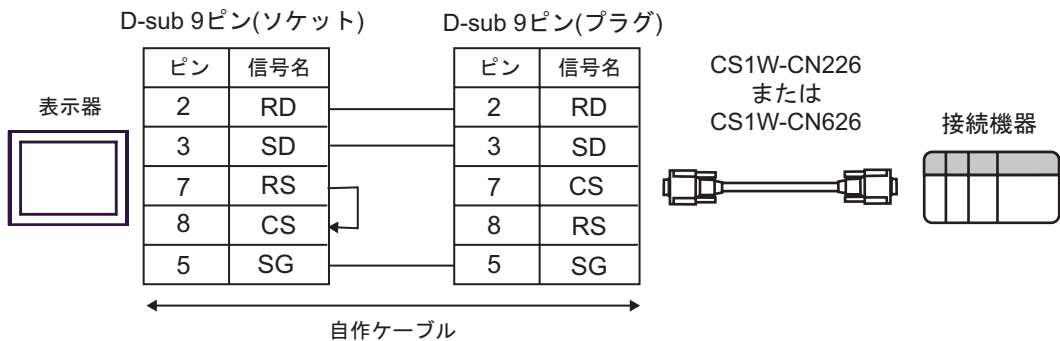 D-sub 9ピン(ソケット)
D-sub 9ピン(プラグ)
表示器
ピン 信号名
2 RD
3 SD
7 RS
8 CS
5 SG
ピン 信号名
2 RD
3 SD
7 CS
8 RS
5 SG
CS1W-CN226
または
CS1W-CN626
接続機器
自作ケーブル